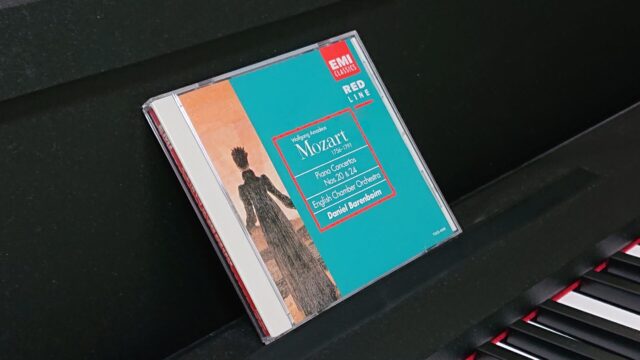 EMI
CLASSICS
RED
LINE
Wolfgang Amadeus
Mozart
1756-1791
Piano Concertos
Nos. 20 & 24
English Chamber Orchestra
Daniel Barenboim